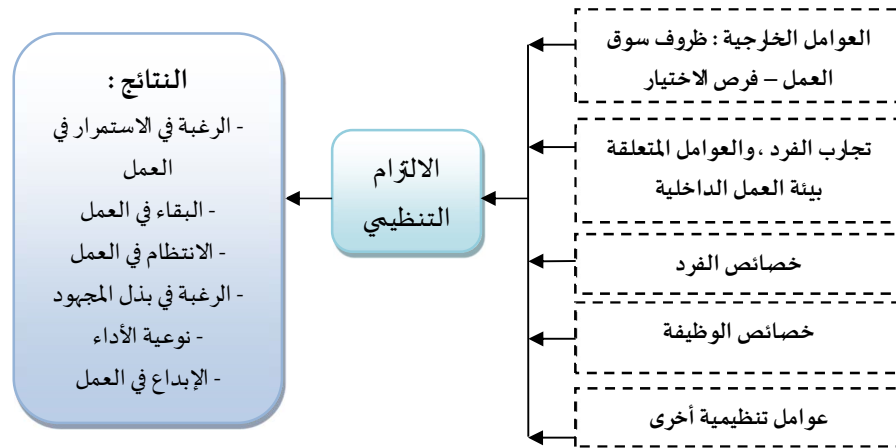 العوامل الخارجية : ظروف سوق
العمل – فرص الاختيار
تجارب الفرد ، والعوامل المتعلقة
بيئة العمل الداخلية
خصائص الفرد
خصائص الوظيفة
عوامل تنظيمية أخرى
الالتزام
التنظيمي
النتائج :
- الرغبة في الاستمرار في
العمل
- البقاء في العمل
- الانتظام في العمل
- الرغبة في بذل المجهود
- نوعية الأداء
- الإبداع في العمل